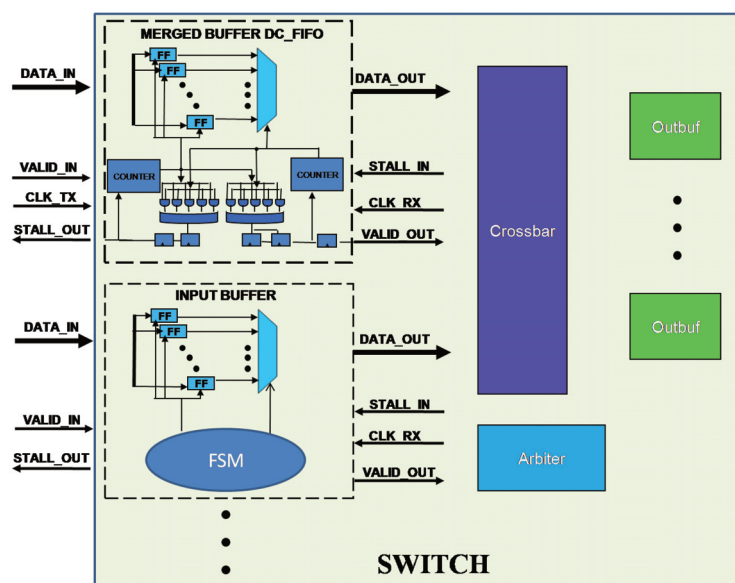 MERGED BUFFER DC_FIFO
FF
FF
FF
DATA_IN
DATA_OUT
Outbuf
VALID_IN
COUNTER
COUNTER
STALL_IN
CLK_TX
CLK_RX
STALL_OUT
VALID_OUT
Crossbar
INPUT BUFFER
FF
FF
FF
DATA_IN
DATA_OUT
Outbuf
STALL_IN
VALID_IN
CLK_RX
FSM
Arbiter
STALL_OUT
VALID_OUT
SWITCH